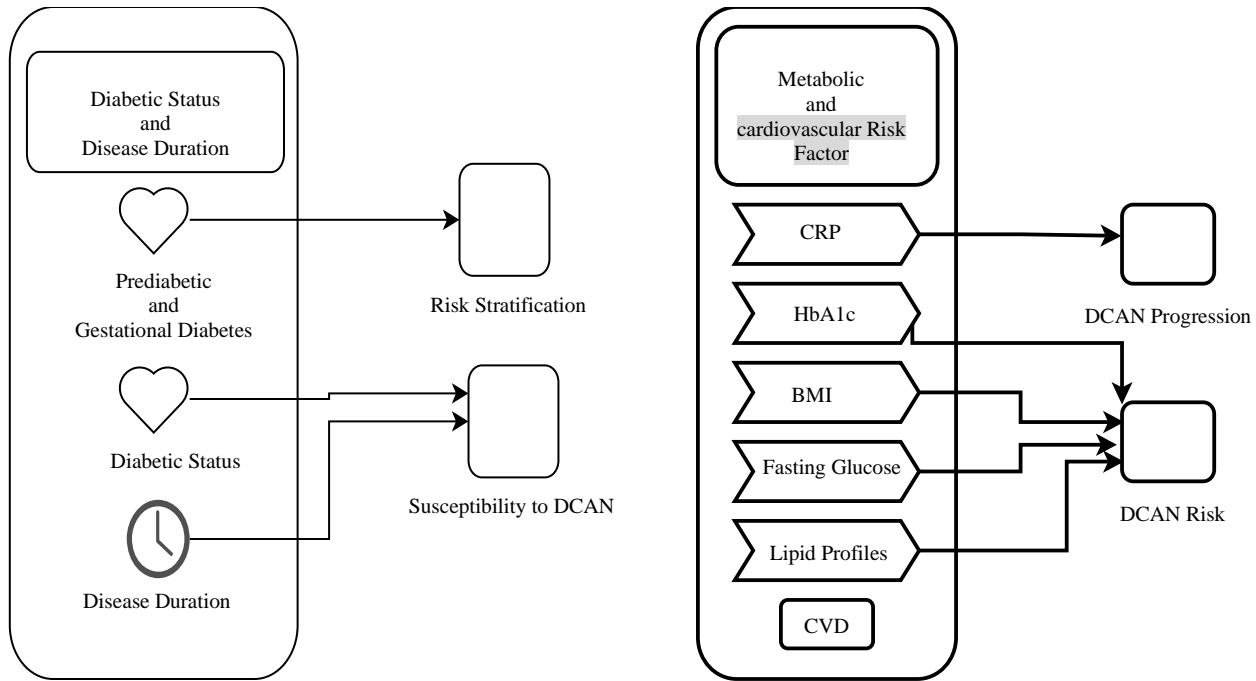 Diabetic Status
and
Disease Duration
Prediabetic
and
Gestational Diabetes
Risk Stratification
Diabetic Status
Susceptibility to DCAN
Disease Duration
Metabolic
and
cardiovascular Risk
Factor
CRP
DCAN Progression
HbA1c
BMI
Fasting Glucose
DCAN Risk
Lipid Profiles
CVD